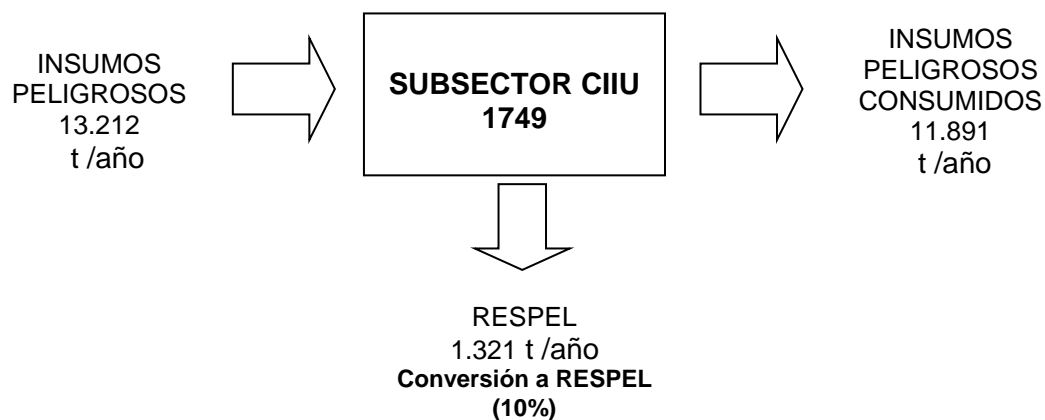 INSUMOS
PELIGROSOS
13.212
t /año
SUBSECTOR CIIU
1749
INSUMOS
PELIGROSOS
CONSUMIDOS
11.891
t /año
RESPEL
1.321 t /año
Conversión a RESPEL
(10%)